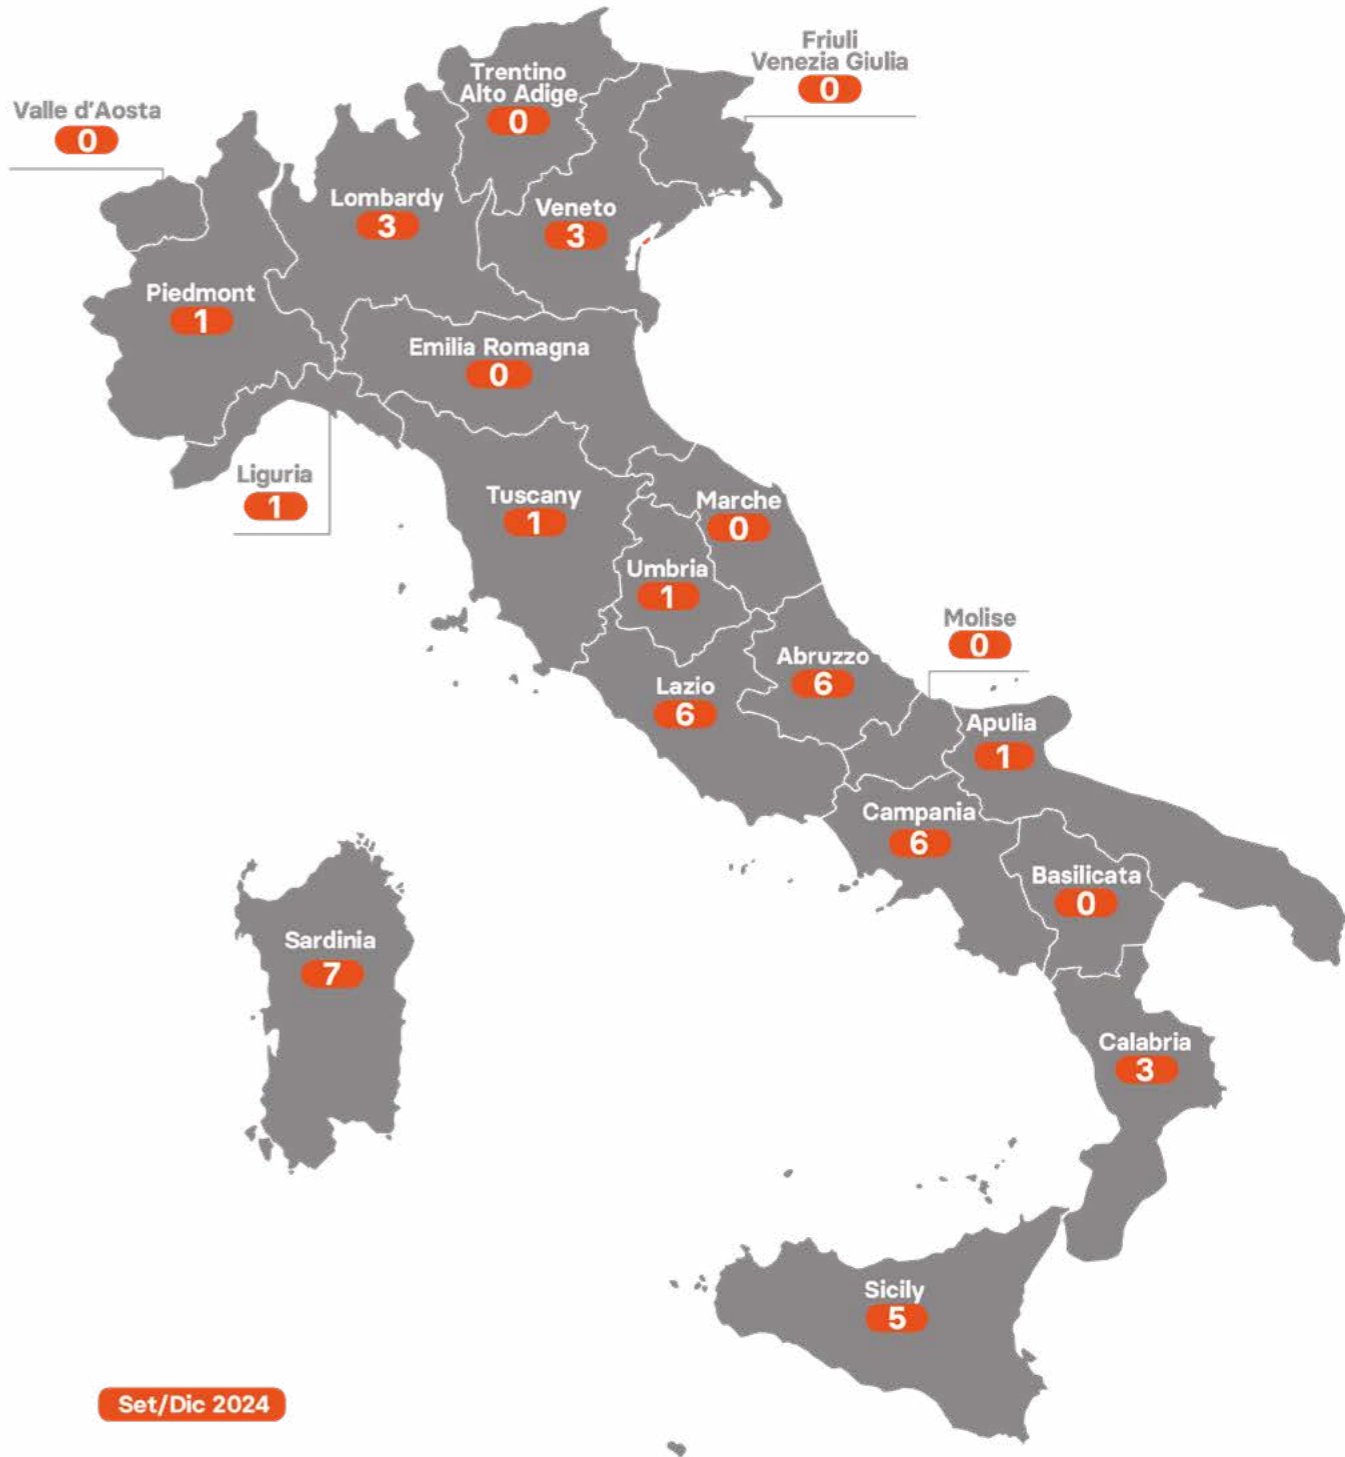 Friuli
Venezia Giulia
0
Trentino
Alto Adige
0
Valle d'Aosta
0
Lombardy
3
Veneto
3
Piedmont
1
Emilia Romagna
0
Liguria
1
Tuscany
1
Marche
0
Umbria
1
Molise
0
Abruzzo
6
Lazio
6
Apulia
1
Campania
6
Basilicata
0
Sardinia
7
Calabria
3
Sicily
5
Set/Dic 2024